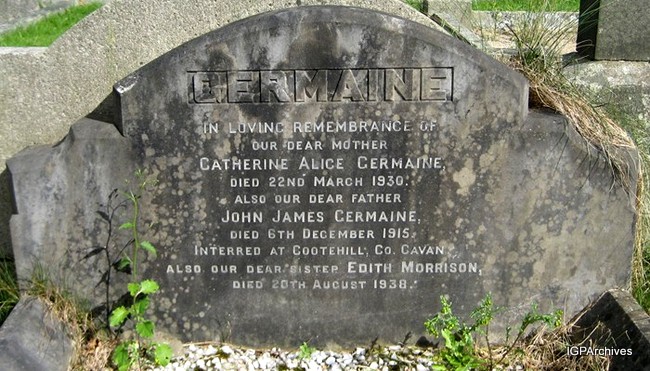 GERMAINE
IN LOVING REMEMBRANCE OF
OUR DEAR MOTHER
CATHERINE ALICE GERMAINE,
DIED 22ND MARCH 1930.
ALSO OUR DEAR FATHER
JOHN JAMES GERMAINE,
DIED 6TH DECEMBER 1915.
INTERRED AT COOTEHILL, CO. CAVAN.
ALSO OUR DEAR SISTER EDITH MORRISON,
DIED 20TH AUGUST 1938.
IGPArchives